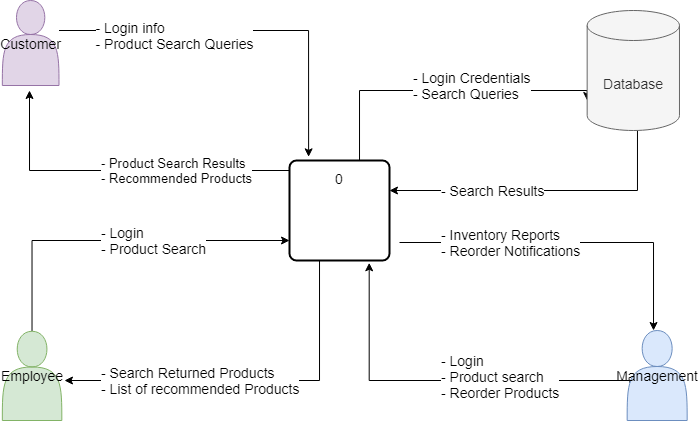 Customer
- Login info
- Product Search Queries
- Login Credentials
- Search Queries
Database
- Product Search Results
- Recommended Products
0
- Search Results
- Login
- Product Search
- Inventory Reports
- Reorder Notifications
Employee
- Search Returned Products
- List of recommended Products
- Login
- Product search
- Reorder Products
Management